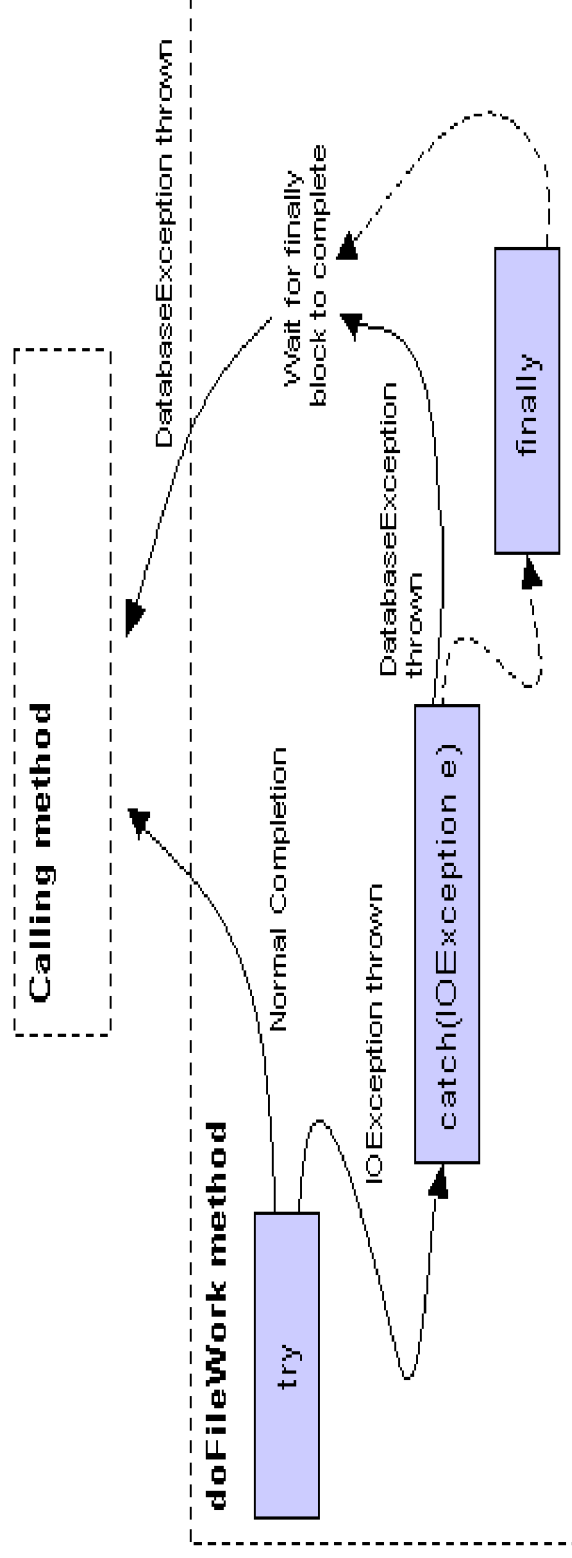 Calling method
DatabaseException thrown
doFileWork method
try
Normal Completion
Wait for finally
block to complete
IOException thrown
DatabaseException
thrown
catch(IOException e)
finally